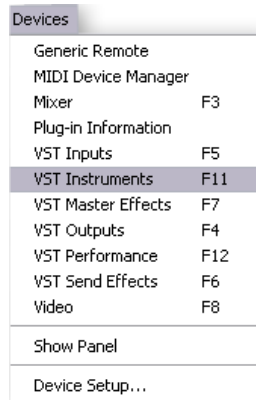 Devices
Generic Remote
MIDI Device Manager
Mixer F3
Plug-in Information
VST Inputs F5
VST Instruments F11
VST Master Effects F7
VST Outputs F4
VST Performance F12
VST Send Effects F6
Video F8
Show Panel
Device Setup...